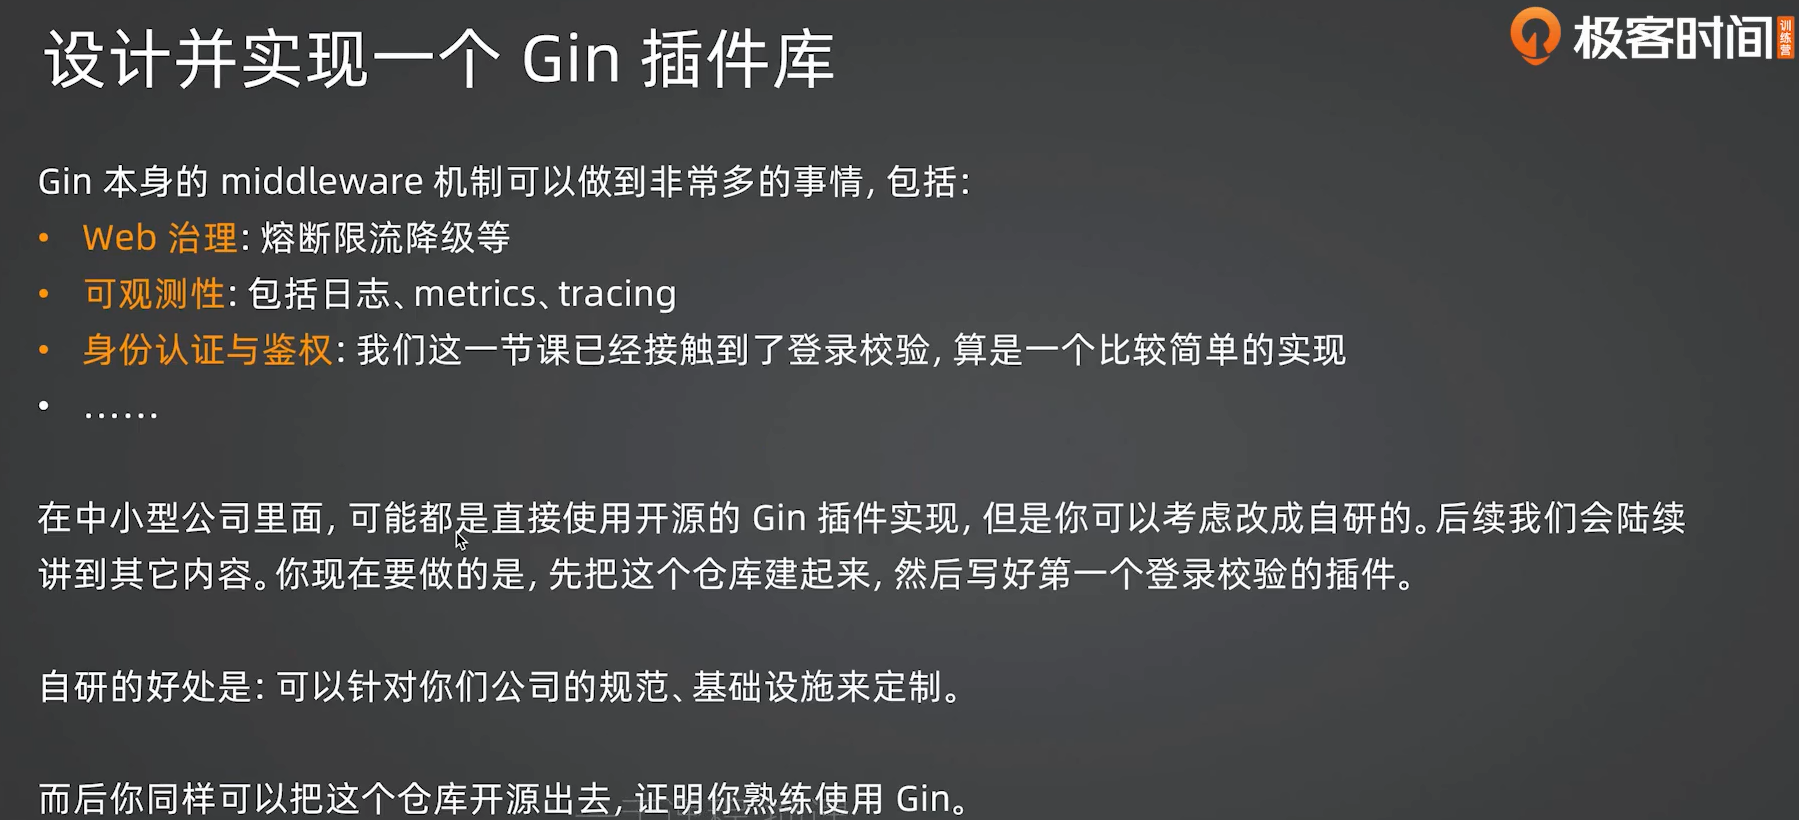 设计并实现一个 Gin 插件库
极客时间
训练营
Gin 本身的 middleware 机制可以做到非常多的事情, 包括:
• Web 治理: 熔断限流降级等
• 可观测性: 包括日志、metrics、tracing
• 身份认证与鉴权: 我们这一节课已经接触到了登录校验, 算是一个比较简单的实现
• ……
在中小型公司里面, 可能都是直接使用开源的 Gin 插件实现, 但是你可以考虑改成自研的。后续我们会陆续
讲到其它内容。你现在要做的是, 先把这个仓库建起来, 然后写好第一个登录校验的插件。
自研的好处是: 可以针对你们公司的规范、基础设施来定制。
而后你同样可以把这个仓库开源出去, 证明你熟练使用 Gin。